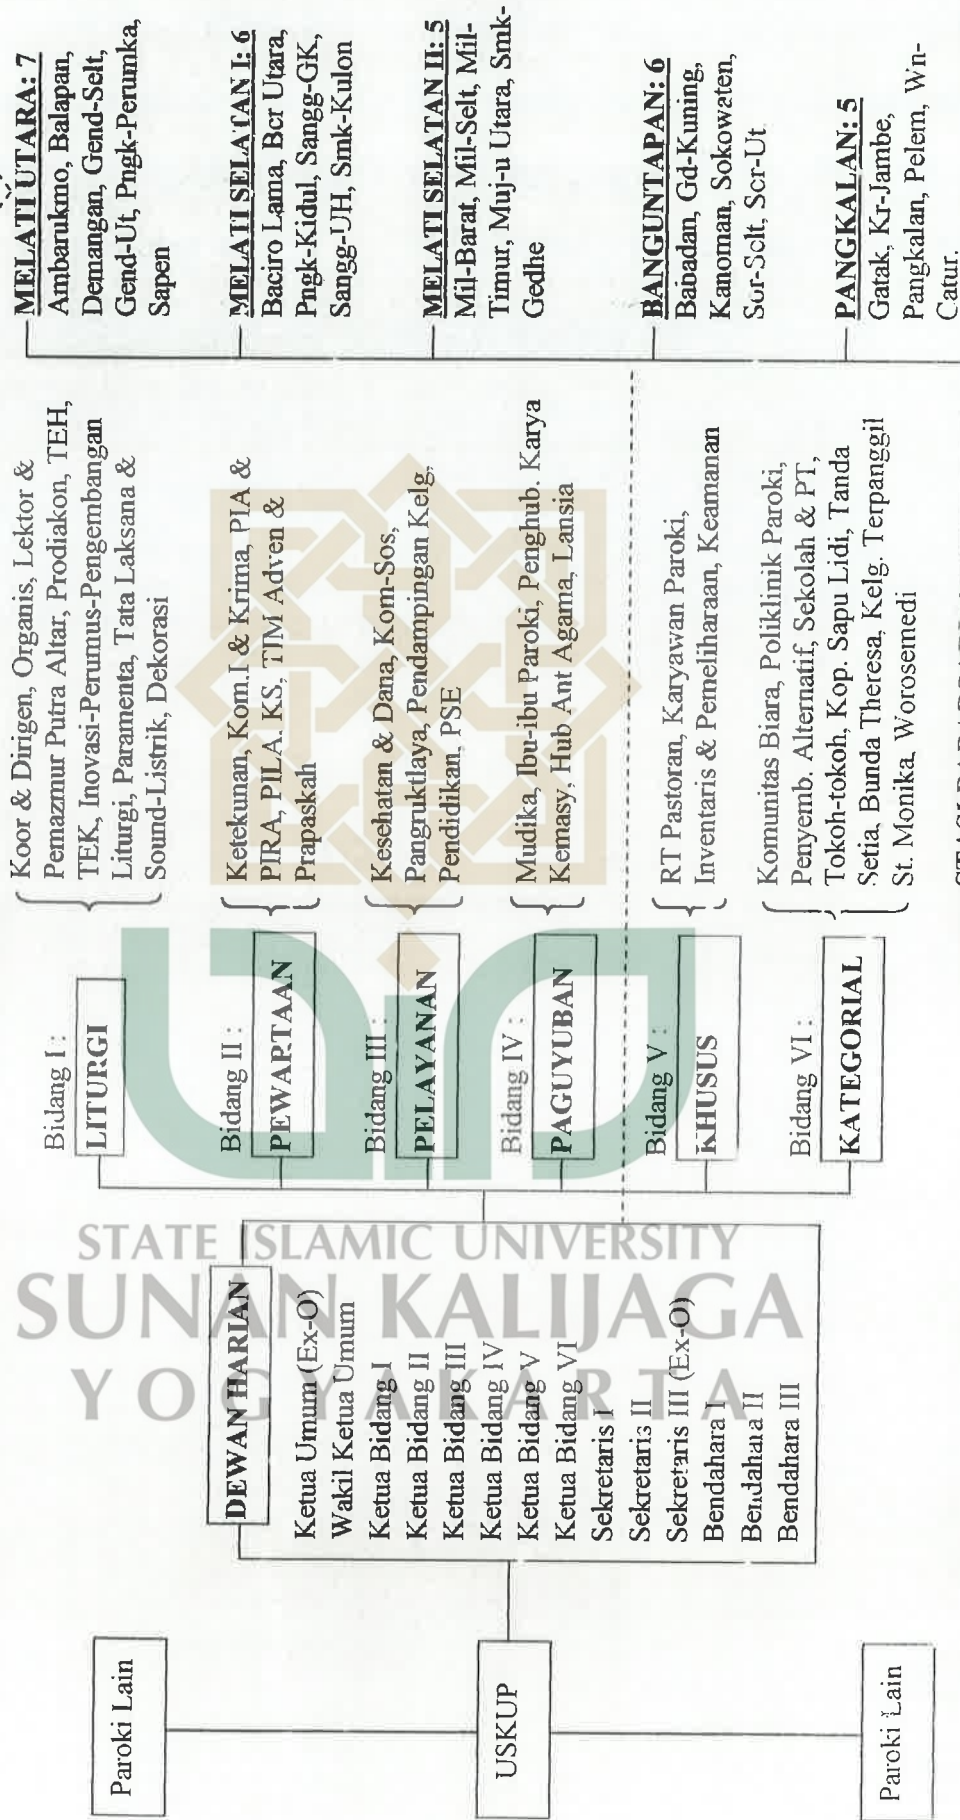 Paroki Lain
USKUP
Paroki Lain
DEWAN HARIAN
Ketua Umum (Ex-O)
Wakil Ketua Umum
Ketua Bidang I
Ketua Bidang II
Ketua Bidang III
Ketua Bidang IV
Ketua Bidang V
Ketua Bidang VI
Sekretaris I
Sekretaris II
Sekretaris III (Ex-O)
Bendahara I
Bendahara II
Bendahara III
Bidang I :
LITURGI
Koor & Dirigen, Organis, Lektor &
Pemazmur Putra Altar, Prodiakon, TEH,
TEK, Inovasi-Perumus-Pengembangan
Liturgi, Paramenta, Tata Laksana &
Sound-Listrik, Dekorasi
Bidang II :
PEWARTAAN
Ketekunan, Kom.I & Krima, PIA &
PIRA, PILA. KS, TIM Adven &
Prapaskah
Bidang III :
PELAYANAN
Kesehatan & Dana, Kom-Sos,
Pangruktlaya, Pendampingan Kelg,
Pendidikan, PSE
Bidang IV :
PAGUYUBAN
Mudika, Ibu-ibu Paroki, Penghub. Karya
Kemasy, Hub Ant Agama, Lansia
Bidang V :
KHUSUS
RT Pastoran, Karyawan Paroki,
Inventaris & Pemeliharaan, Keamanan
Bidang VI :
KATEGORIAL
Komunitas Biara, Poliklinik Paroki,
Penyemb. Alternatif, Sekolah & PT,
Tokoh-tokoh, Kop. Sapu Lidi, Tanda
Setia, Bunda Theresa, Kelg. Terpanggil
St. Monika, Worosemedi
MELATI UTARA: 7
Ambarukmo, Balapan,
Demangan, Gend-Selt,
Gend-Ut, Pngk-Perumka,
Sapen
MELATI SELATAN I: 6
Baciro Lama, Bcr Utara,
Pngk-Kidul, Sangg-GK,
Sangg-UH, Smk-Kulon
MELATI SELATAN II: 5
Mil-Barat, Mil-Selt, Mil-
Timur, Muj-u Utara, Smk-
Gedhe
BANGUNTAPAN: 6
Babadan, Gd-Kuning,
Kanoman, Sokowaten,
Sor-Selt, Scr-Ut
PANGKALAN: 5
Gatak, Kr-Jambe,
Pangkalan, Pelem, Wn-
Catur.
STATE ISLAMIC UNIVERSITY
SUNAN KALIJAGA
YOGYAKARTA